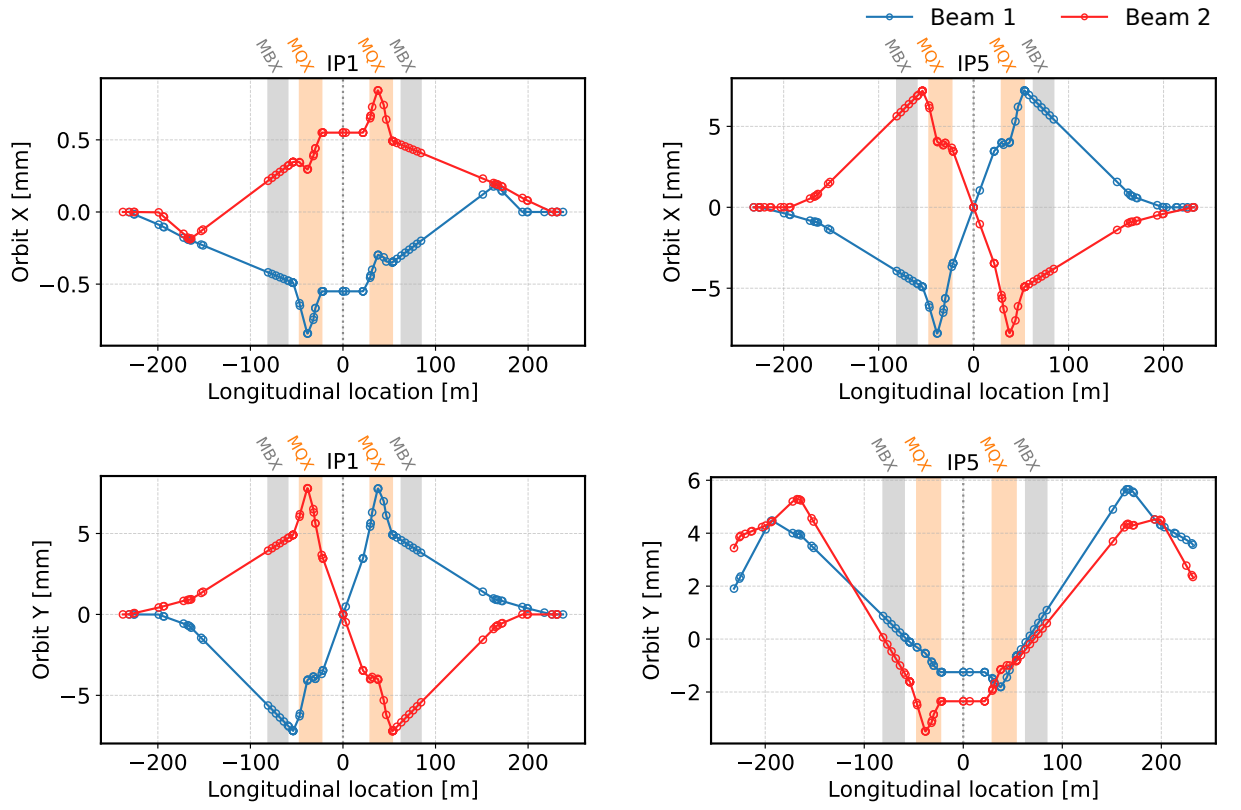 Beam 1 Beam 2
MBX MQX MQX MBX MBX MQX MQX MBX
IP1 IP5
Orbit X [mm]
0.5
0.0
−0.5
−200 −100 0 100 200
Longitudinal location [m]
Orbit X [mm]
5
0
−5
−200 −100 0 100 200
Longitudinal location [m]
MBX MQX MQX MBX MBX MQX MQX MBX
IP1 IP5
Orbit Y [mm]
5
0
−5
−200 −100 0 100 200
Longitudinal location [m]
Orbit Y [mm]
6
4
2
0
−2
−200 −100 0 100 200
Longitudinal location [m]